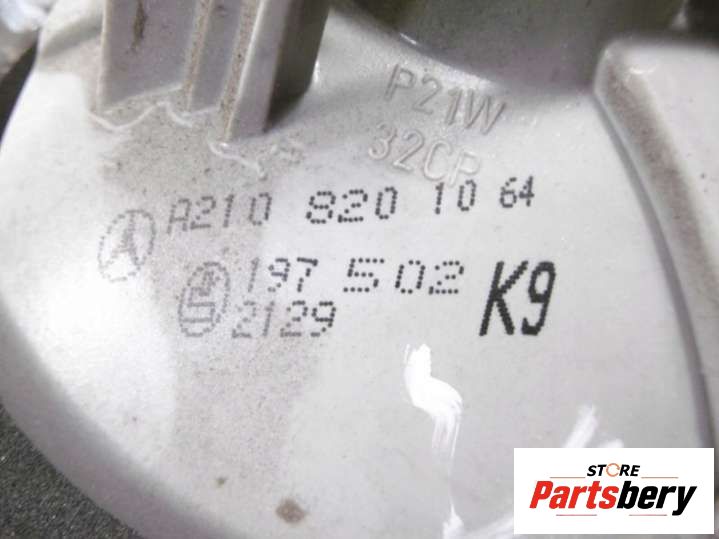 P21W
32CP
A210 820 10 64
197 502
2129
K9
STORE
Partsbery